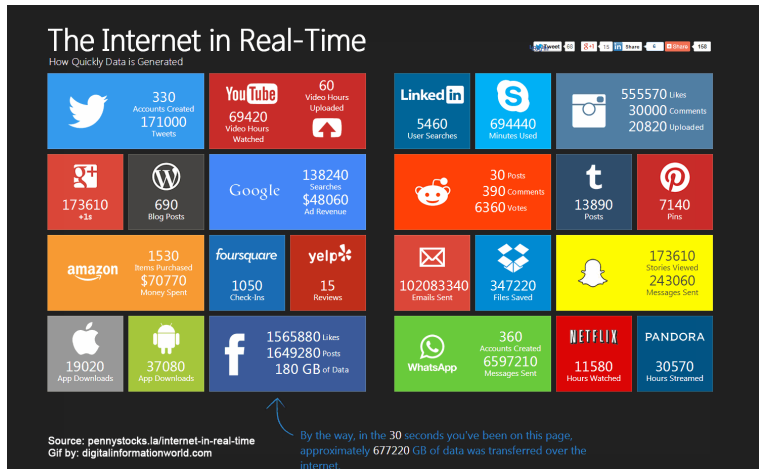 The Internet in Real-Time
How Quickly Data is Generated
Tweet 68 g+1 15 in Share 6 Share 158
330
Accounts Created
171000
Tweets
YouTube
69420
Video Hours
Watched
60
Video Hours
Uploaded
Linked in
5460
User Searches
S
694440
Minutes Used
555570 Likes
30000 Comments
20820 Uploaded
g+
173610
+1s
W
690
Blog Posts
Google
138240
Searches
$48060
Ad Revenue
30 Posts
390 Comments
6360 Votes
t
13890
Posts
7140
Pins
amazon
1530
Items Purchased
$70770
Money Spent
foursquare
1050
Check-Ins
yelp
15
Reviews
102083340
Emails Sent
347220
Files Saved
173610
Stories Viewed
243060
Messages Sent
19020
App Downloads
37080
App Downloads
f
1565880 Likes
1649280 Posts
180 GB of Data
WhatsApp
360
Accounts Created
6597210
Messages Sent
NETFLIX
11580
Hours Watched
PANDORA
30570
Hours Streamed
Source: pennystocks.la/internet-in-real-time
Gif by: digitalinformationworld.com
By the way, in the 30 seconds you've been on this page,
approximately 677220 GB of data was transferred over the
internet.